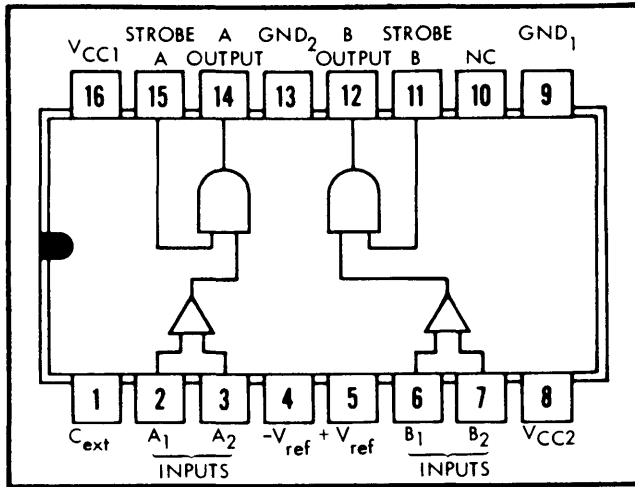 STROBE A B STROBE GND1
VCC1 A OUTPUT GND2 OUTPUT B NC
16 15 14 13 12 11 10 9
1 2 3 4 5 6 7 8
Cext A1 A2 -Vref + Vref B1 B2 VCC2
INPUTS INPUTS